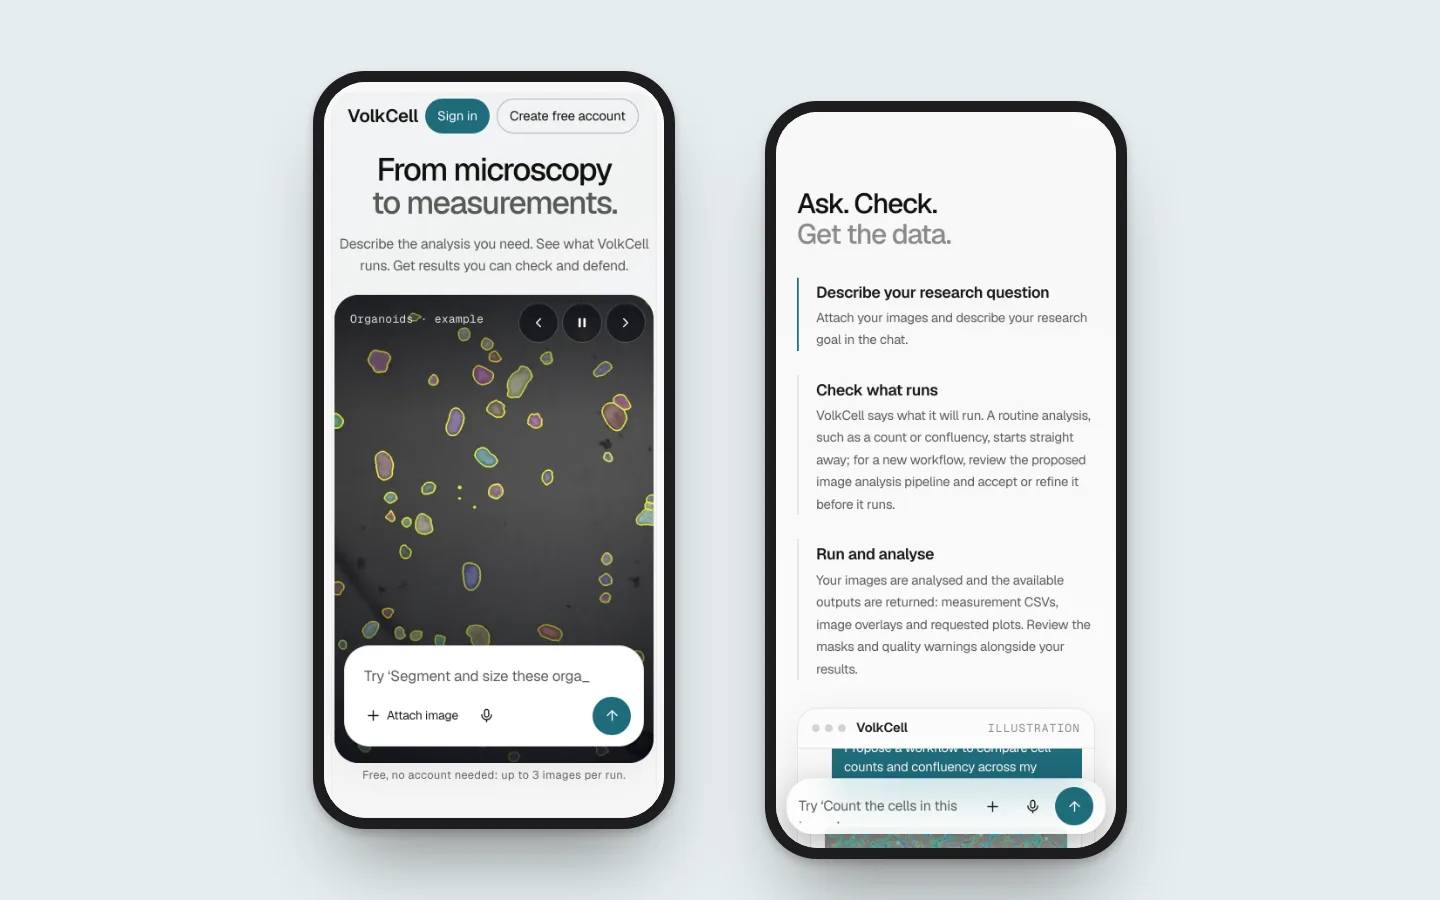 VolkCell Sign in Create free account
From microscopy
to measurements.
Describe the analysis you need. See what VolkCell
runs. Get results you can check and defend.
Organoids · example
Try ‘Segment and size these orga_
Attach image
Free, no account needed: up to 3 images per run.
Ask. Check.
Get the data.
Describe your research question
Attach your images and describe your research
goal in the chat.
Check what runs
VolkCell says what it will run. A routine analysis,
such as a count or confluency, starts straight
away; for a new workflow, review the proposed
image analysis pipeline and accept or refine it
before it runs.
Run and analyse
Your images are analysed and the available
outputs are returned: measurement CSVs,
image overlays and requested plots. Review the
masks and quality warnings alongside your
results.
VolkCell ILLUSTRATION
Propose a workflow to compare cell
counts and confluency across my
Try ‘Count the cells in this